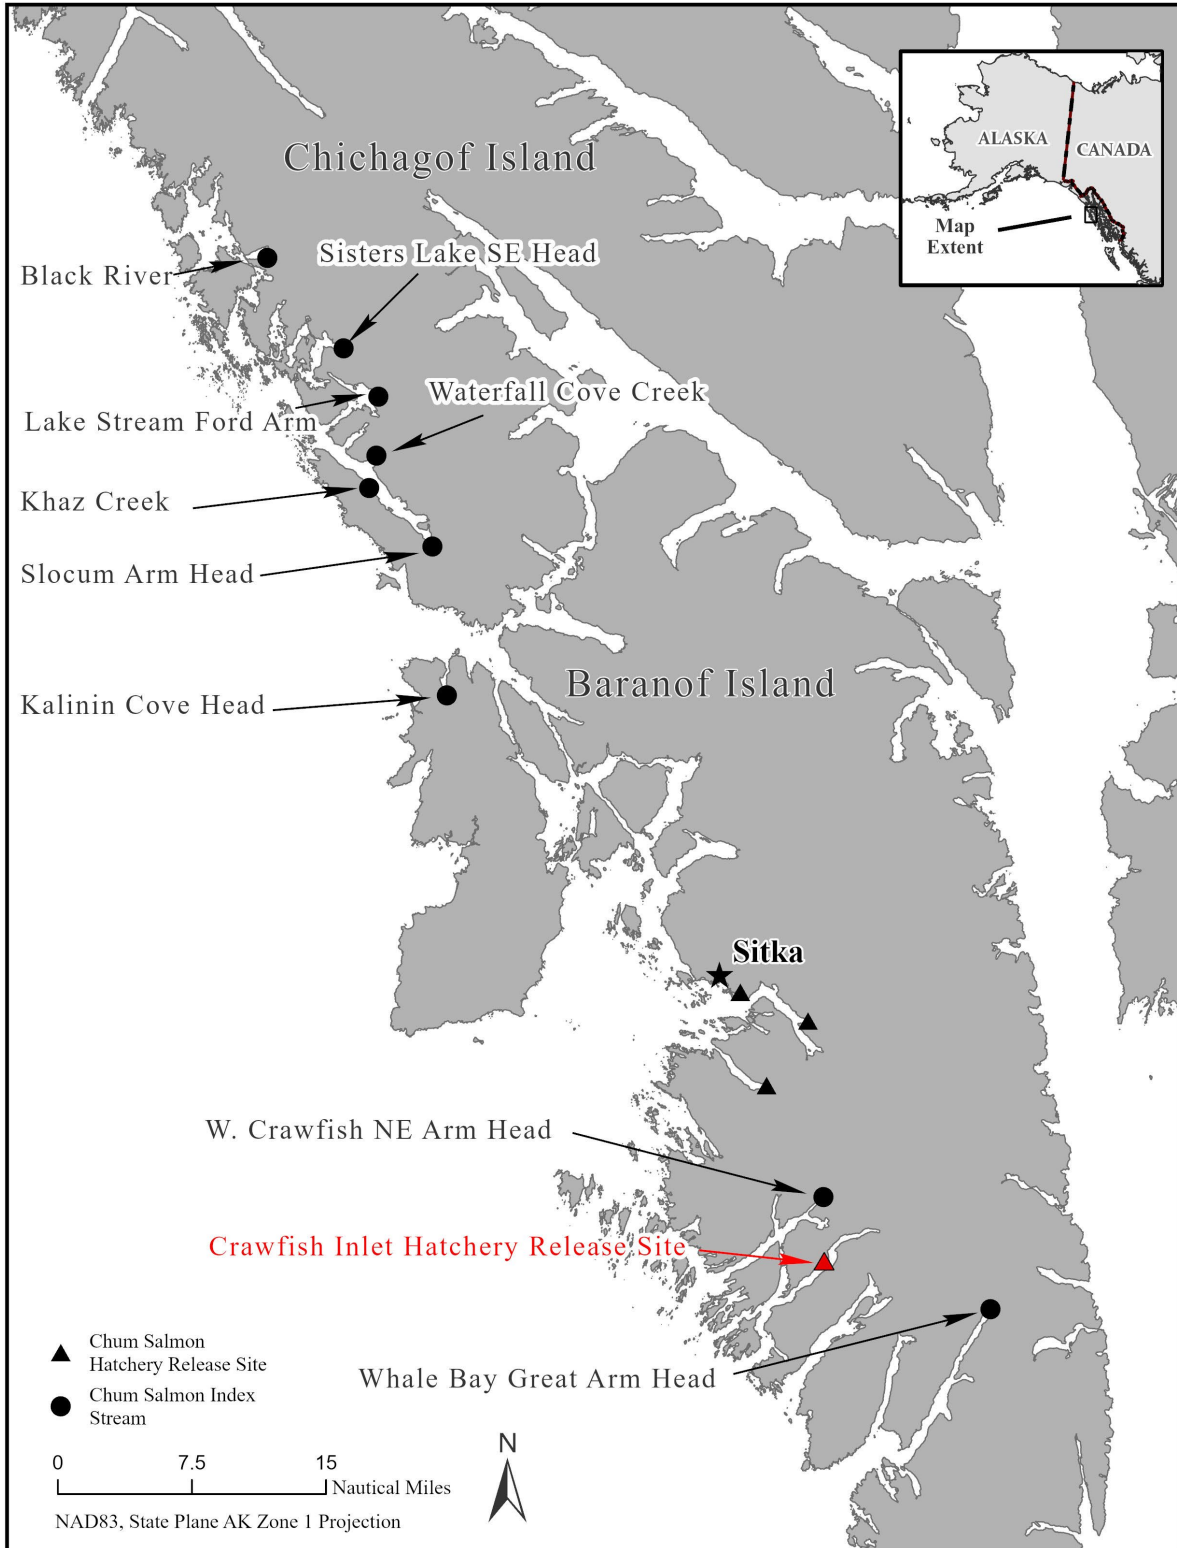 ALASKA
CANADA
Map
Extent
Chichagof Island
Sisters Lake SE Head
Black River
Waterfall Cove Creek
Lake Stream Ford Arm
Khaz Creek
Slocum Arm Head
Baranof Island
Kalinin Cove Head
Sitka
W. Crawfish NE Arm Head
Crawfish Inlet Hatchery Release Site
Whale Bay Great Arm Head
Chum Salmon
Hatchery Release Site
Chum Salmon Index
Stream
N
0 7.5 15
Nautical Miles
NAD83, State Plane AK Zone 1 Projection